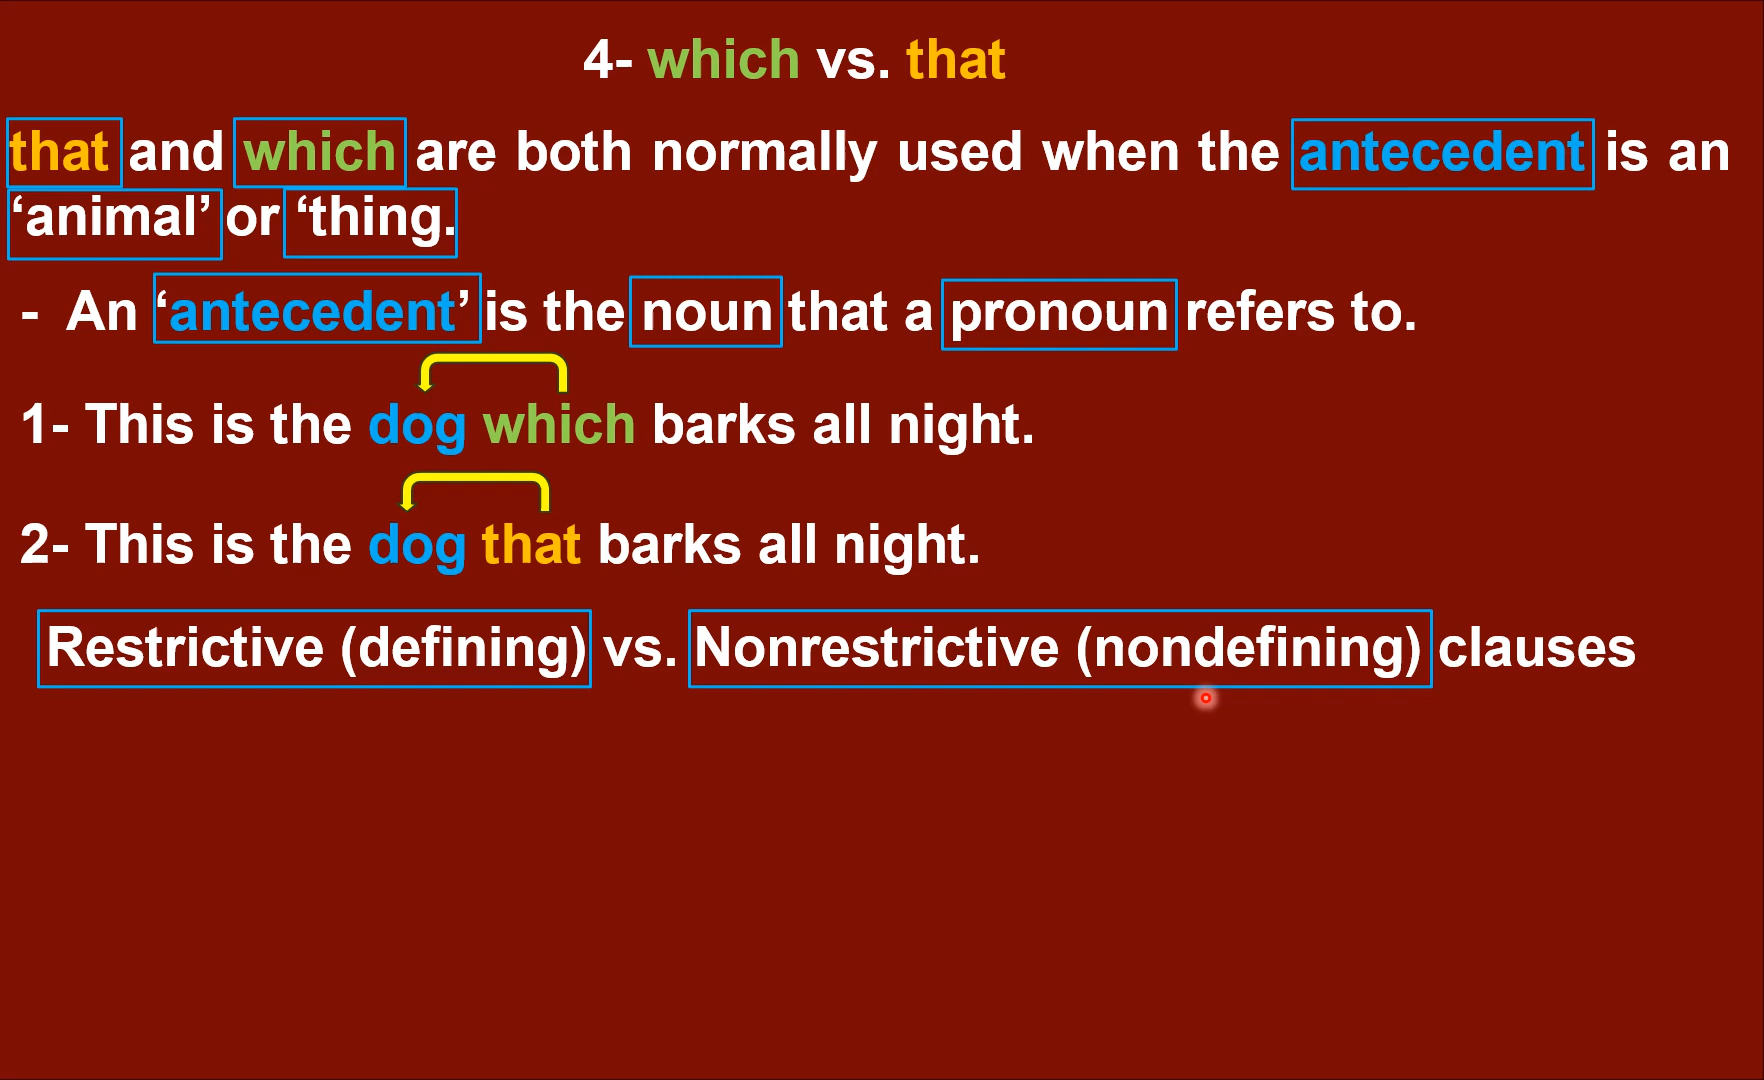 4- which vs. that
that and which are both normally used when the antecedent is an
‘animal’ or ‘thing.
- An ‘antecedent’ is the noun that a pronoun refers to.
1- This is the dog which barks all night.
2- This is the dog that barks all night.
Restrictive (defining) vs. Nonrestrictive (nondefining) clauses